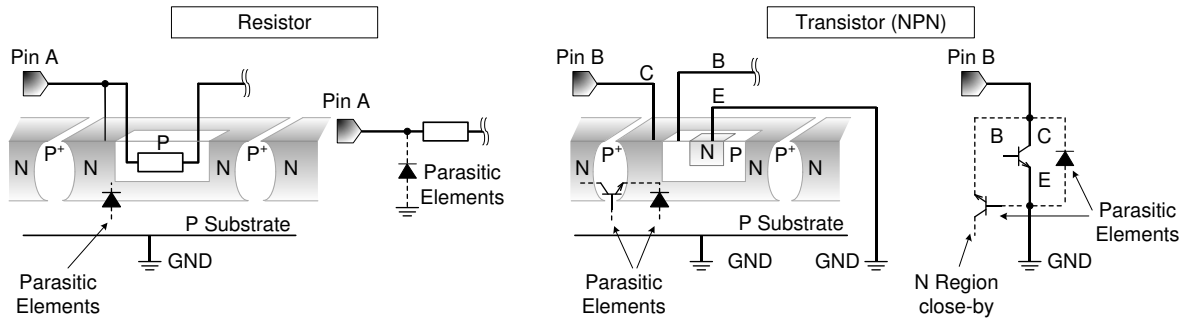 Resistor
Pin A
N
P+
N
P
N
P+
N
P Substrate
GND
Parasitic
Elements
Pin A
Parasitic
Elements
Transistor (NPN)
Pin B
C
B
E
N
P+
N
N
P
N
P+
N
P Substrate
GND
GND
Parasitic
Elements
Pin B
B
C
E
Parasitic
Elements
GND
N Region
close-by